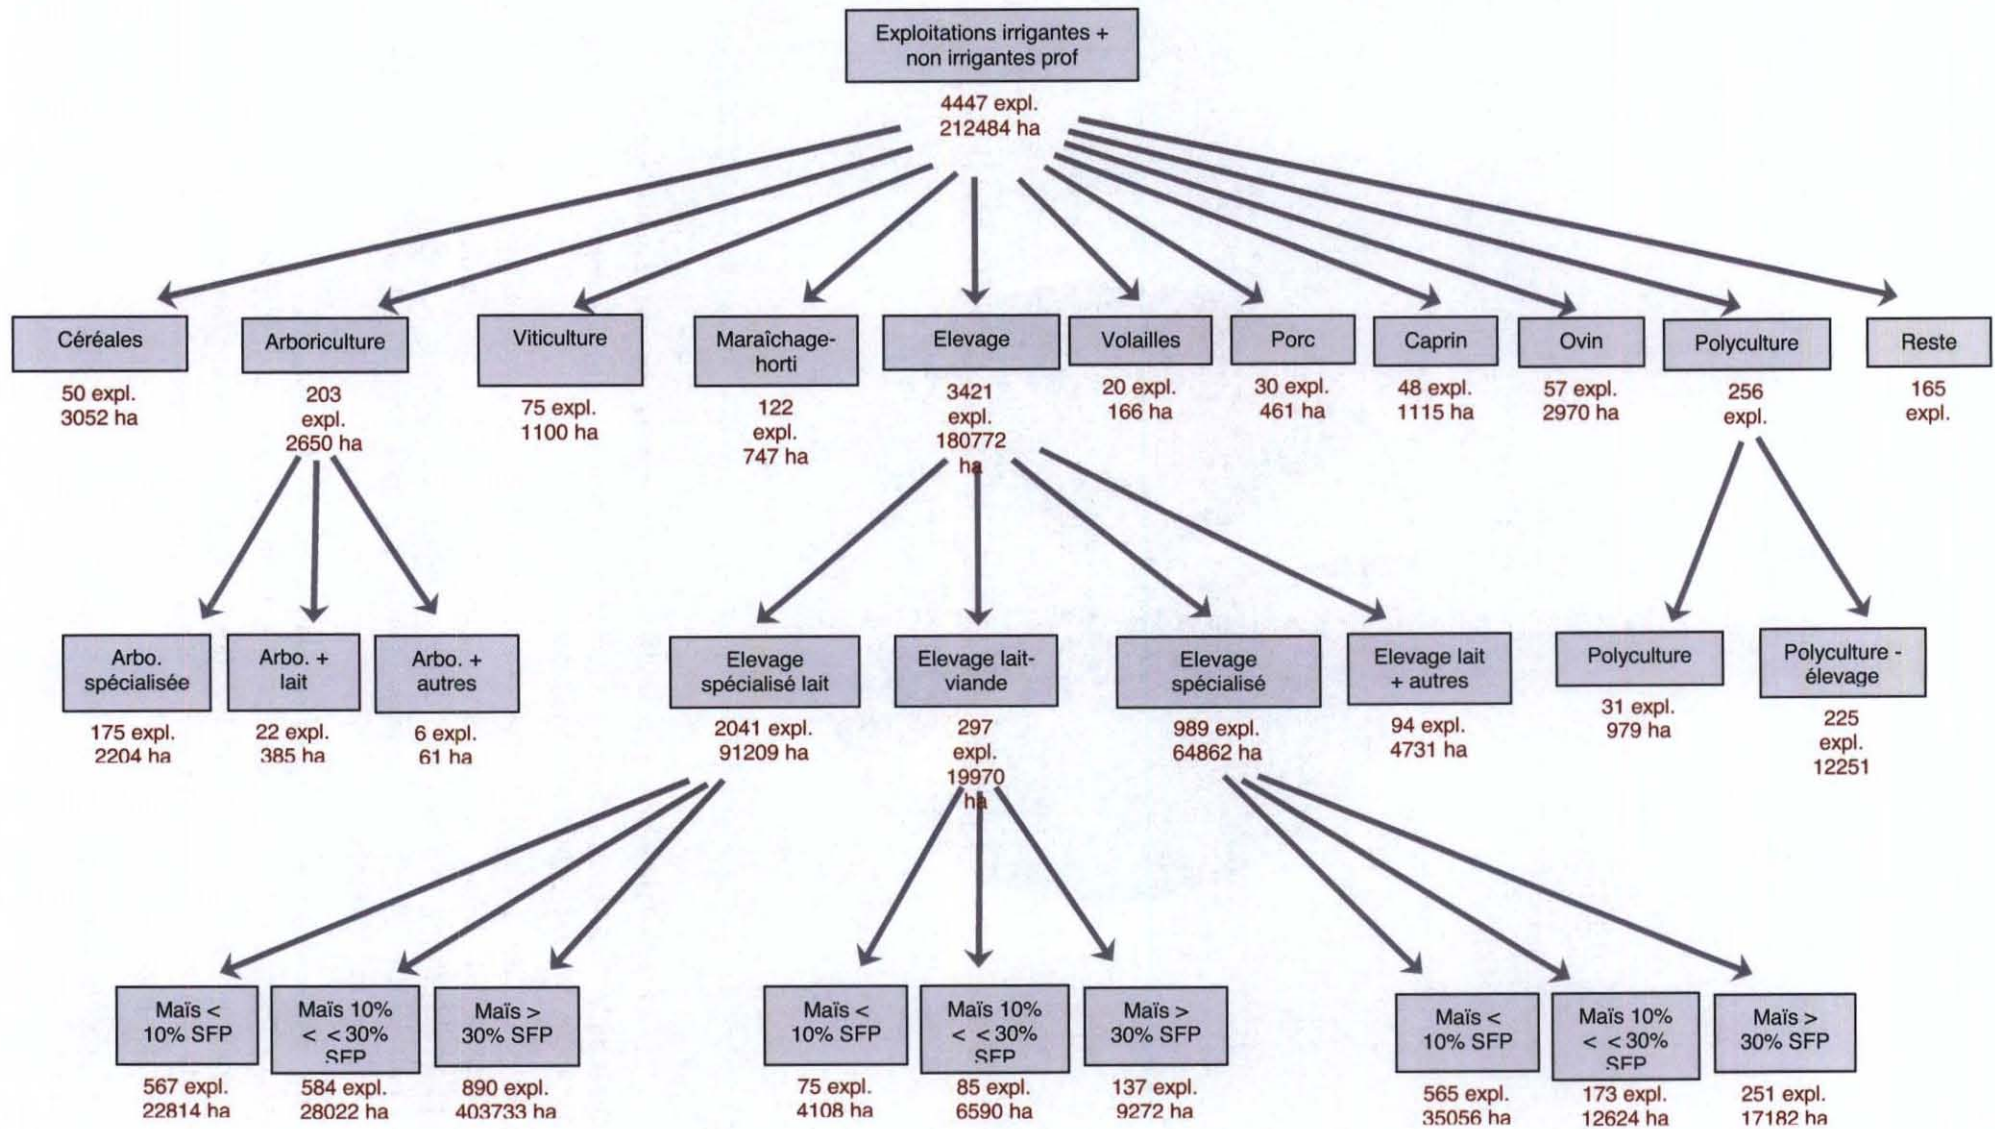 Exploitations irrigantes +
non irrigantes prof
4447 expl.
212484 ha
Céréales
50 expl.
3052 ha
Arboriculture
203
expl.
2650 ha
Viticulture
75 expl.
1100 ha
Maraîchage-
horti
122
expl.
747 ha
Elevage
3421
expl.
180772
ha
Volailles
20 expl.
166 ha
Porc
30 expl.
461 ha
Caprin
48 expl.
1115 ha
Ovin
57 expl.
2970 ha
Polyculture
256
expl.
Reste
165
expl.
Arbo.
spécialisée
175 expl.
2204 ha
Arbo. +
lait
22 expl.
385 ha
Arbo. +
autres
6 expl.
61 ha
Elevage
spécialisé lait
2041 expl.
91209 ha
Elevage lait-
viande
297
expl.
19970
ha
Elevage
spécialisé
989 expl.
64862 ha
Elevage lait
+ autres
94 expl.
4731 ha
Polyculture
31 expl.
979 ha
Polyculture -
élevage
225
expl.
12251
Maïs <
10% SFP
567 expl.
22814 ha
Maïs 10%
< < 30%
SFP
584 expl.
28022 ha
Maïs >
30% SFP
890 expl.
403733 ha
Maïs <
10% SFP
75 expl.
4108 ha
Maïs 10%
< < 30%
SFP
85 expl.
6590 ha
Maïs >
30% SFP
137 expl.
9272 ha
Maïs <
10% SFP
565 expl.
35056 ha
Maïs 10%
< < 30%
SFP
173 expl.
12624 ha
Maïs >
30% SFP
251 expl.
17182 ha